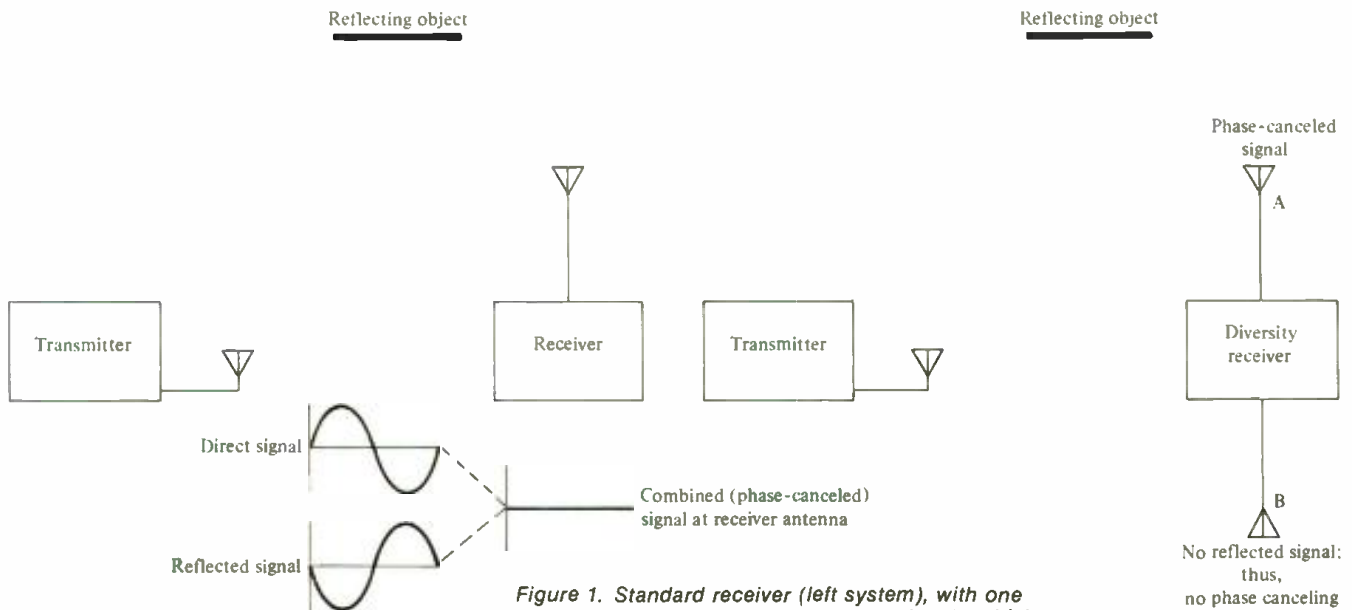 Reflecting object
Reflecting object
Phase-canceled
signal
A
Transmitter
Receiver
Transmitter
Diversity
receiver
Direct signal
Combined (phase-canceled)
signal at receiver antenna
Reflected signal
B
No reflected signal;
thus,
no phase canceling
Figure 1. Standard receiver (left system), with one